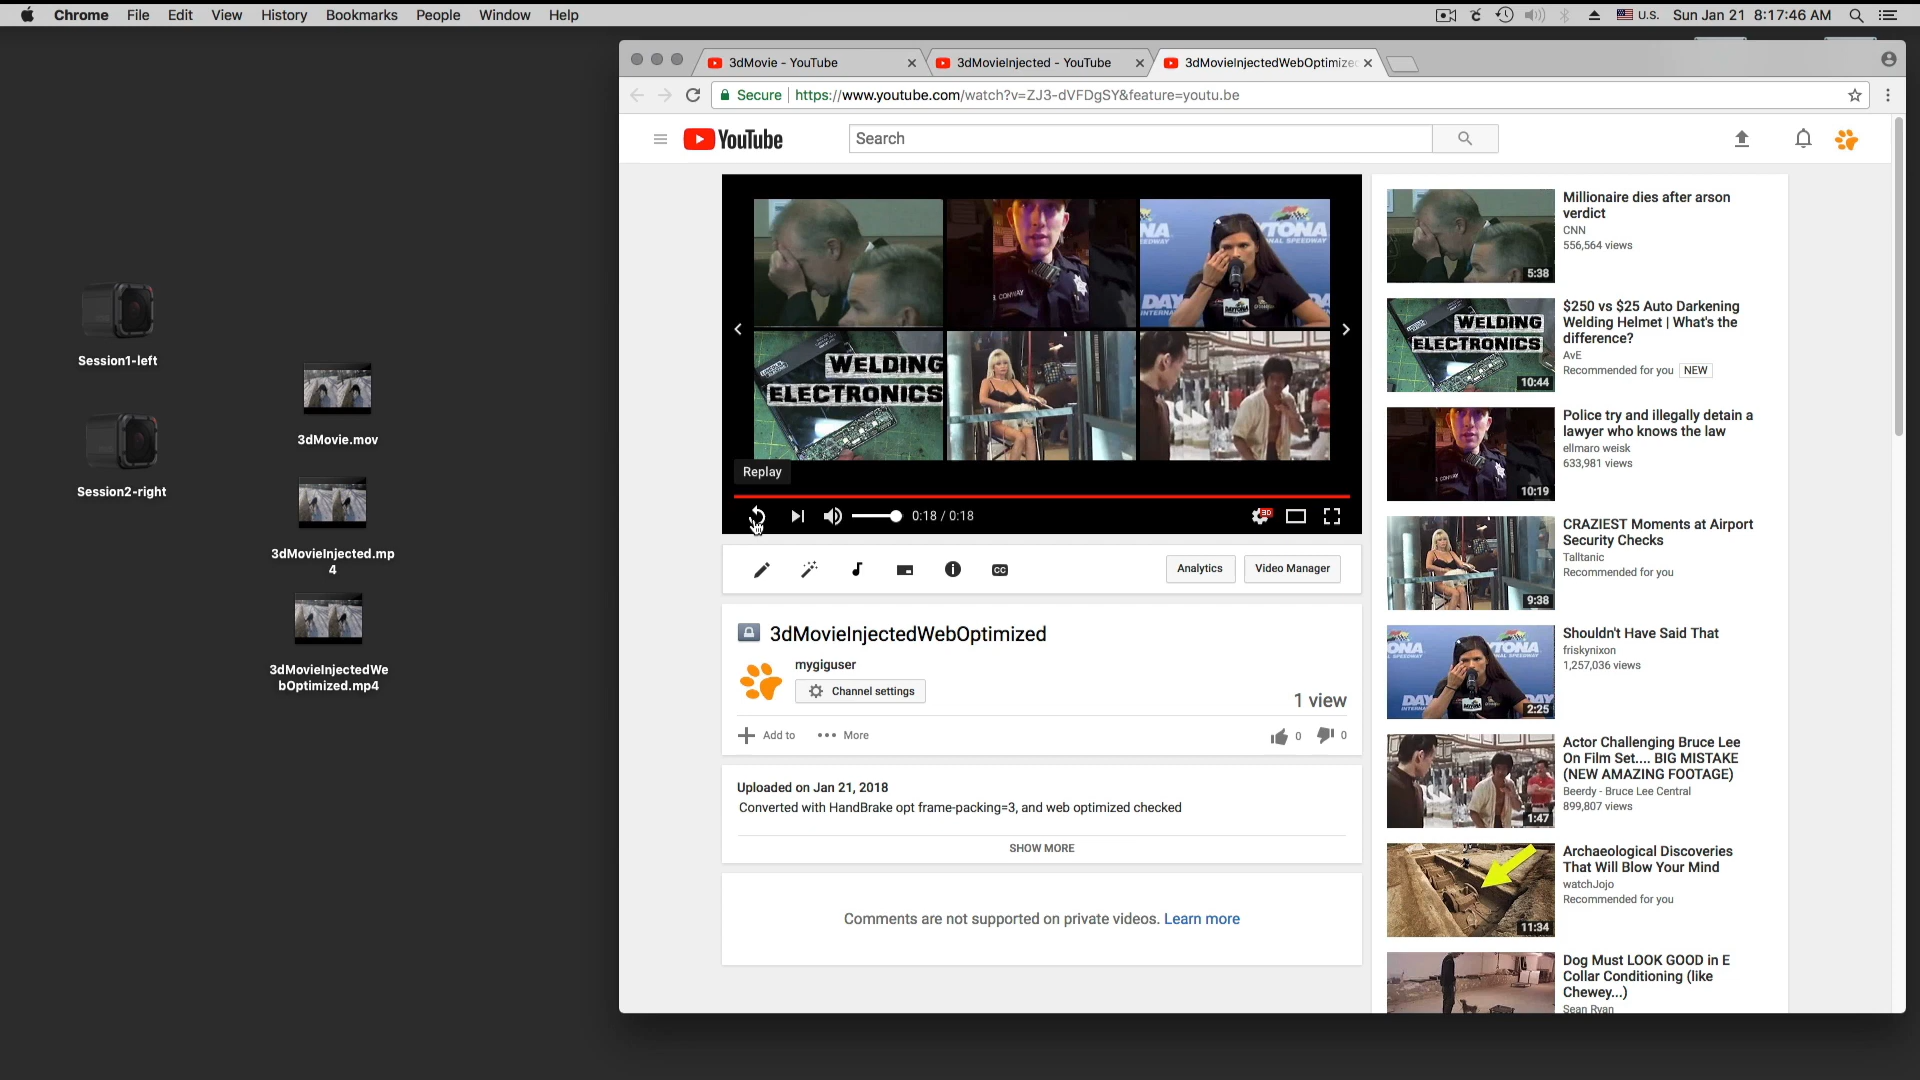 Chrome File Edit View History Bookmarks People Window Help
U.S. Sun Jan 21 8:17:46 AM
3dMovie - YouTube
3dMovieInjected - YouTube
3dMovieInjectedWebOptimized
Secure https://www.youtube.com/watch?v=ZJ3-dVFDgSY&feature=youtu.be
YouTube
Search
Session1-left
Session2-right
3dMovie.mov
3dMovieInjected.mp
4
3dMovieInjectedWe
bOptimized.mp4
WELDING
ELECTRONICS
Replay
0:18 / 0:18
3D
CC
Analytics
Video Manager
3dMovieInjectedWebOptimized
mygiguser
Channel settings
1 view
Add to
More
0
0
Uploaded on Jan 21, 2018
Converted with HandBrake opt frame-packing=3, and web optimized checked
SHOW MORE
Comments are not supported on private videos. Learn more
5:38
Millionaire dies after arson
verdict
CNN
556,564 views
WELDING
ELECTRONICS
10:44
$250 vs $25 Auto Darkening
Welding Helmet | What's the
difference?
AvE
Recommended for you NEW
10:19
Police try and illegally detain a
lawyer who knows the law
ellmaro weisk
633,981 views
9:38
CRAZIEST Moments at Airport
Security Checks
Talltanic
Recommended for you
2:25
Shouldn't Have Said That
friskynixon
1,257,036 views
1:47
Actor Challenging Bruce Lee
On Film Set.... BIG MISTAKE
(NEW AMAZING FOOTAGE)
Beerdy - Bruce Lee Central
899,807 views
11:34
Archaeological Discoveries
That Will Blow Your Mind
watchJojo
Recommended for you
Dog Must LOOK GOOD in E
Collar Conditioning (like
Chewey...)
Sean Ryan